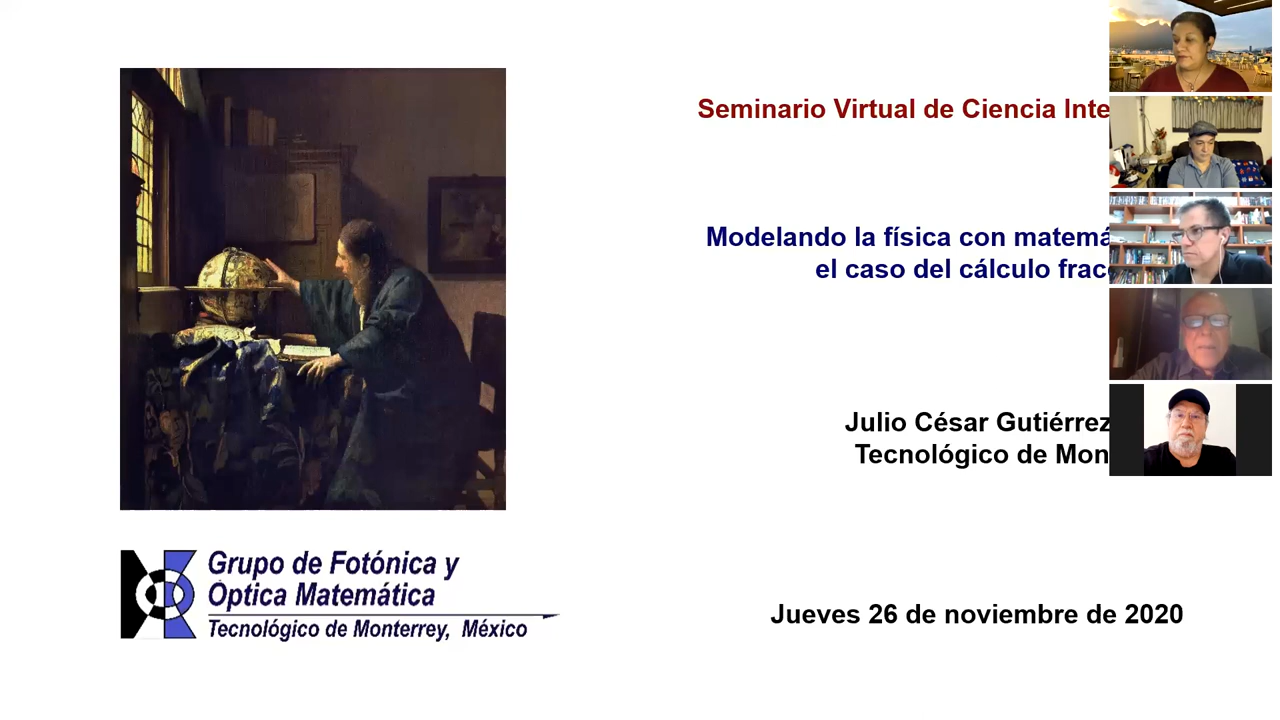 Seminario Virtual de Ciencia Inte
Modelando la física con matemá
el caso del cálculo frac
Julio César Gutiérrez
Tecnológico de Mon
Grupo de Fotónica y
Óptica Matemática
Tecnológico de Monterrey, México
Jueves 26 de noviembre de 2020